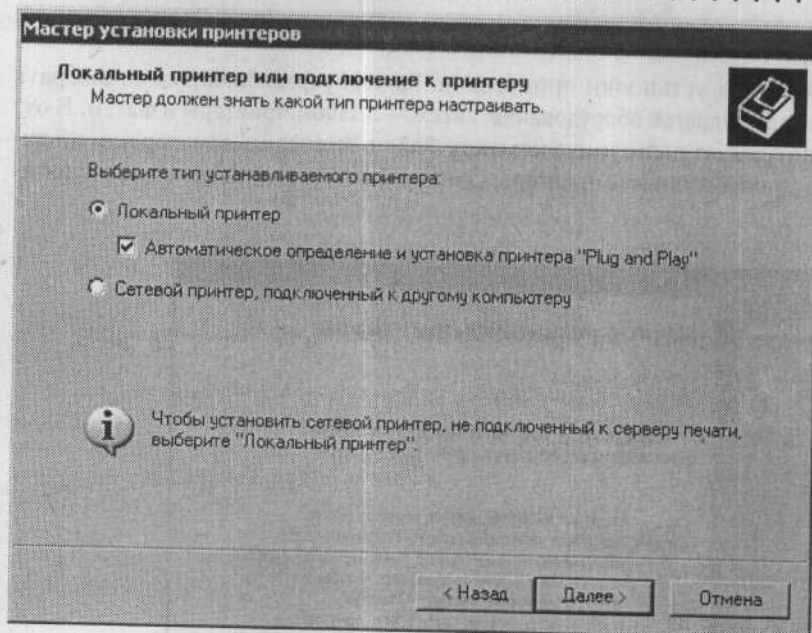 Мастер установки принтеров
Локальный принтер или подключение к принтеру
Мастер должен знать какой тип принтера настраивать.
Выберите тип устанавливаемого принтера:
Локальный принтер
Автоматическое определение и установка принтера "Plug and Play"
Сетевой принтер, подключенный к другому компьютеру
Чтобы установить сетевой принтер, не подключенный к серверу печати,
выберите "Локальный принтер".
< Назад
Далее >
Отмена